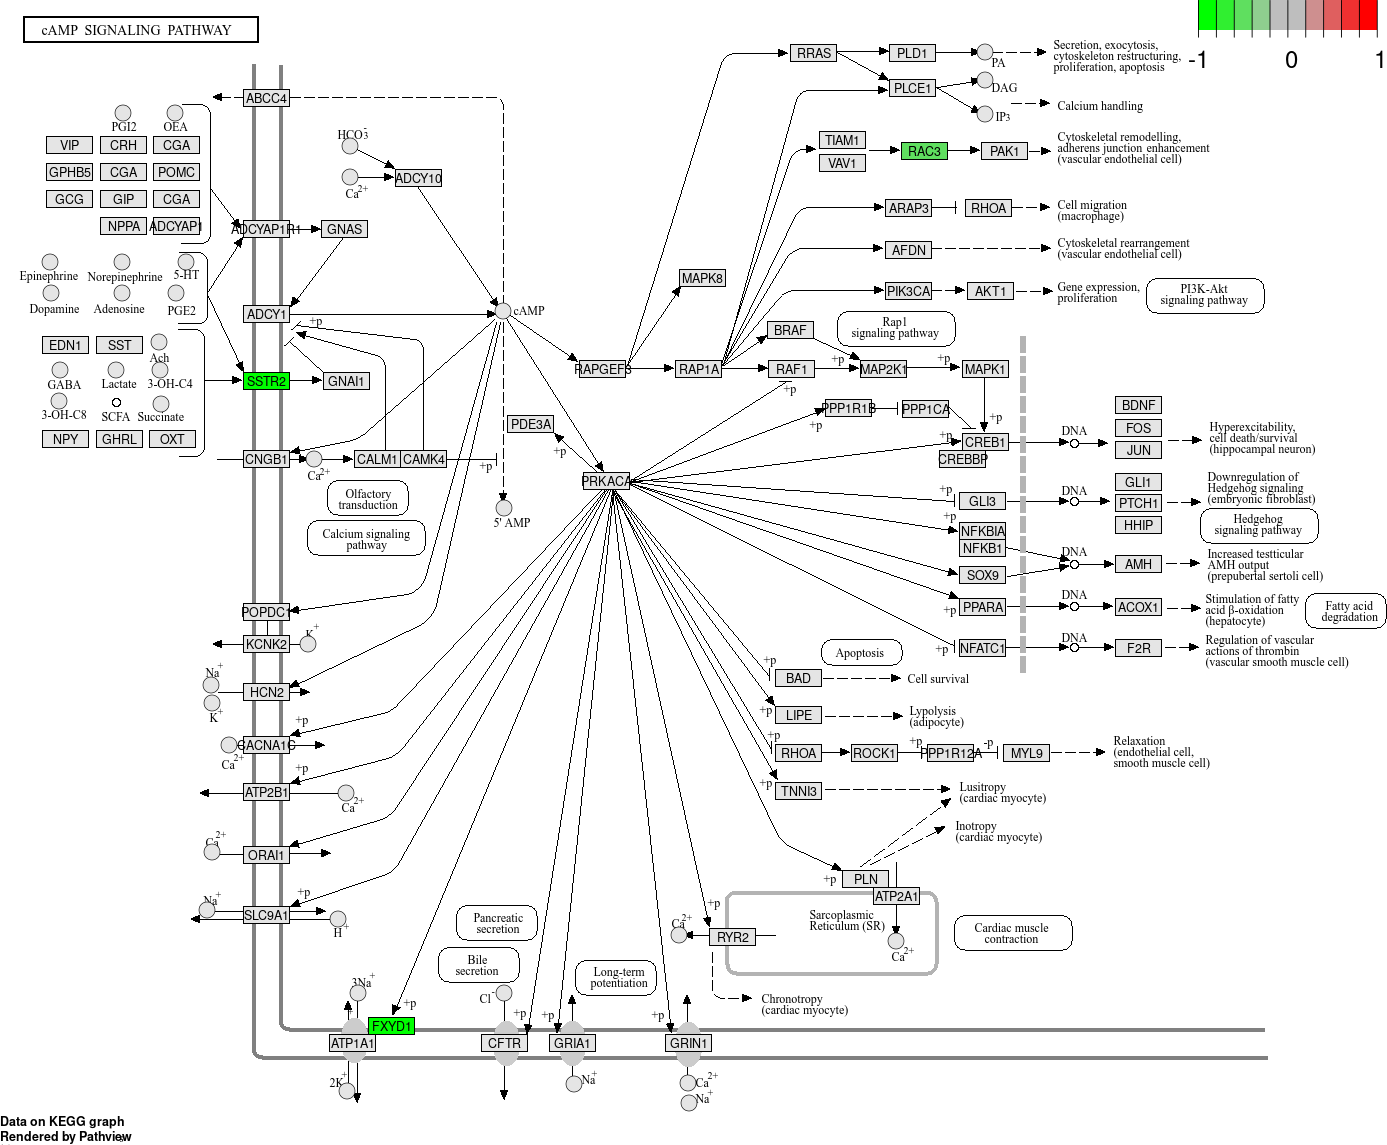 cAMP SIGNALING PATHWAY
-1 0 1
ABCC4
PGI2 OEA
VIP CRH CGA
GPHB5 CGA POMC
GCG GIP CGA
NPPA ADCYAP1
HCO3-
ADCY10
Ca2+
ADCYAP1R1 GNAS
Epinephrine Norepinephrine 5-HT
Dopamine Adenosine PGE2
ADCY1
+p
cAMP
EDN1 SST Ach
GABA Lactate 3-OH-C4
3-OH-C8 SCFA Succinate
NPY GHRL OXT
SSTR2 GNAI1
CNGB1 Ca2+ CALM1 CAMK4 +p
PDE3A
+p
5' AMP
Olfactory
transduction
Calcium signaling
pathway
RRAS PLD1 PA
Secretion, exocytosis,
cytoskeleton restructuring,
proliferation, apoptosis
PLCE1 DAG
IP3 Calcium handling
TIAM1
VAV1
RAC3 PAK1
Cytoskeletal remodelling,
adherens junction enhancement
(vascular endothelial cell)
ARAP3 RHOA
Cell migration
(macrophage)
AFDN
Cytoskeletal rearrangement
(vascular endothelial cell)
MAPK8
PIK3CA AKT1
Gene expression,
proliferation
PI3K-Akt
signaling pathway
BRAF
Rap1
signaling pathway
RAPGEF3 RAP1A RAF1 +p MAP2K1 +p MAPK1
+p
PPP1R1B PPP1CA +p
+p
+p CREB1
CREBBP
DNA
BDNF
FOS
JUN
Hyperexcitability,
cell death/survival
(hippocampal neuron)
PRKACA
+p GLI3
DNA
GLI1
PTCH1
HHIP
Downregulation of
Hedgehog signaling
(embryonic fibroblast)
Hedgehog
signaling pathway
+p NFKBIA
NFKB1
DNA
SOX9
AMH
Increased testticular
AMH output
(prepubertal sertoli cell)
+p PPARA
DNA
ACOX1
Stimulation of fatty
acid β-oxidation
(hepatocyte)
Fatty acid
degradation
+p NFATC1
DNA
F2R
Regulation of vascular
actions of thrombin
(vascular smooth muscle cell)
POPDC1
KCNK2 K+
Na+
K+
HCN2
+p
CACNA1C
Ca2+
+p
ATP2B1 Ca2+
Ca2+
ORAI1
+p
Na+
SLC9A1 H+
Apoptosis
+p BAD Cell survival
+p LIPE
Lypolysis
(adipocyte)
+p RHOA ROCK1 +p PPP1R12A -p MYL9
Relaxation
(endothelial cell,
smooth muscle cell)
+p TNNI3
Lusitropy
(cardiac myocyte)
Inotropy
(cardiac myocyte)
+p PLN
ATP2A1
+p
Ca2+ RYR2
Sarcoplasmic
Reticulum (SR)
Ca2+
Cardiac muscle
contraction
Chronotropy
(cardiac myocyte)
Pancreatic
secretion
Bile
secretion
Long-term
potentiation
3Na+ +p Cl- +p +p +p
FXYD1
ATP1A1 CFTR GRIA1 GRIN1
2K+ Na+ Ca2+
Na+
Data on KEGG graph
Rendered by Pathview